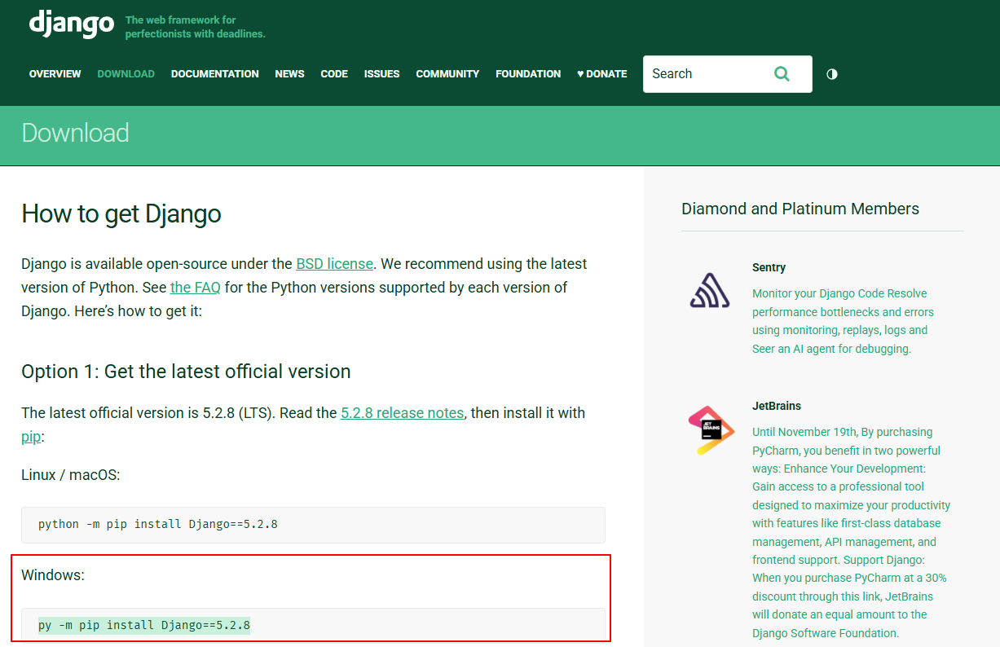 django
The web framework for
perfectionists with deadlines.
OVERVIEW DOWNLOAD DOCUMENTATION NEWS CODE ISSUES COMMUNITY FOUNDATION ♥ DONATE
Search
Download
How to get Django
Django is available open-source under the BSD license. We recommend using the latest
version of Python. See the FAQ for the Python versions supported by each version of
Django. Here’s how to get it:
Option 1: Get the latest official version
The latest official version is 5.2.8 (LTS). Read the 5.2.8 release notes, then install it with
pip:
Linux / macOS:
python -m pip install Django==5.2.8
Windows:
py -m pip install Django==5.2.8
Diamond and Platinum Members
Sentry
Monitor your Django Code Resolve
performance bottlenecks and errors
using monitoring, replays, logs and
Seer an AI agent for debugging.
JET
BRAINS
JetBrains
Until November 19th, By purchasing
PyCharm, you benefit in two powerful
ways: Enhance Your Development:
Gain access to a professional tool
designed to maximize your productivity
with features like first-class database
management, API management, and
frontend support. Support Django:
When you purchase PyCharm at a 30%
discount through this link, JetBrains
will donate an equal amount to the
Django Software Foundation.